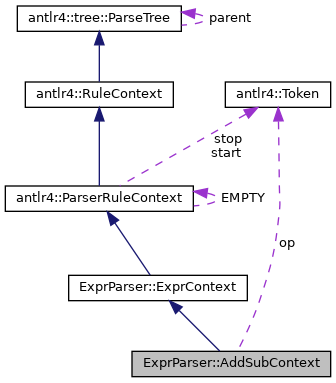 antlr4::tree::ParseTree
parent
antlr4::RuleContext
antlr4::Token
stop
start
antlr4::ParserRuleContext
EMPTY
op
ExprParser::ExprContext
ExprParser::AddSubContext